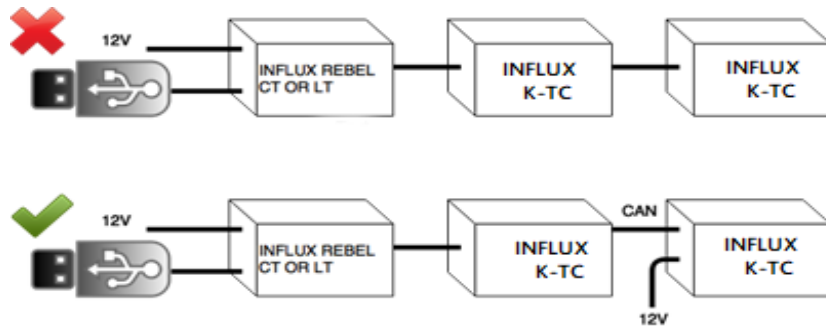 12V
INFLUX REBEL
CT OR LT
INFLUX
K-TC
INFLUX
K-TC
12V
INFLUX REBEL
CT OR LT
INFLUX
K-TC
CAN
INFLUX
K-TC
12V